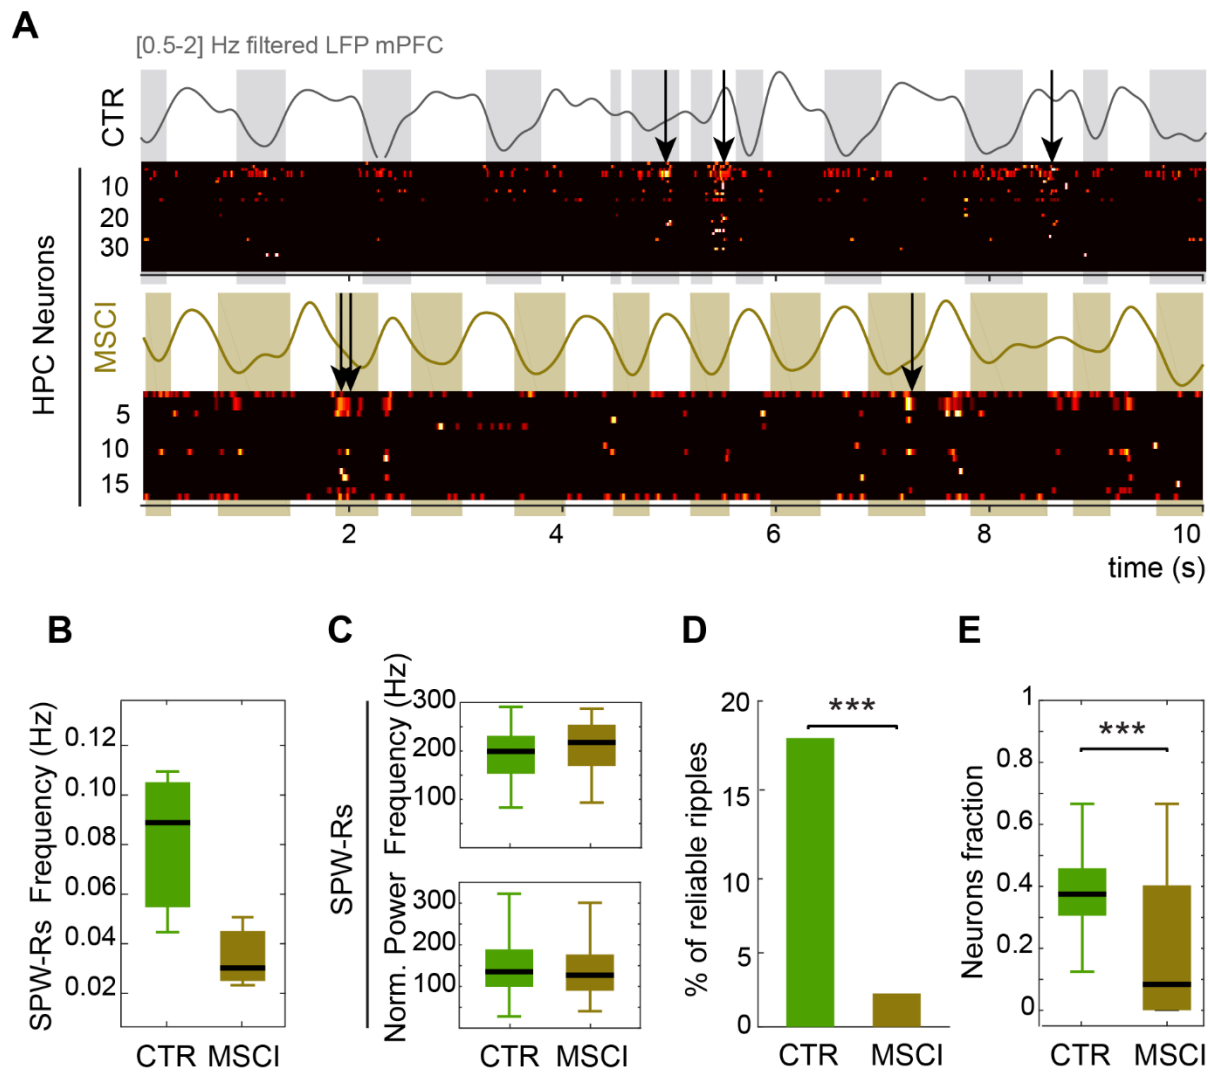 A
[0.5-2] Hz filtered LFP mPFC
CTR
HPC Neurons
10
20
30
MSCI
5
10
15
2
4
6
8
10
time (s)
B
SPW-Rs Frequency (Hz)
0.12
0.10
0.08
0.06
0.04
0.02
CTR MSCI
C
SPW-Rs
Frequency (Hz)
300
200
100
Norm. Power
300
200
100
CTR MSCI
D
% of reliable ripples
20
15
10
5
0
***
CTR MSCI
E
Neurons fraction
1
0.8
0.6
0.4
0.2
0
***
CTR MSCI